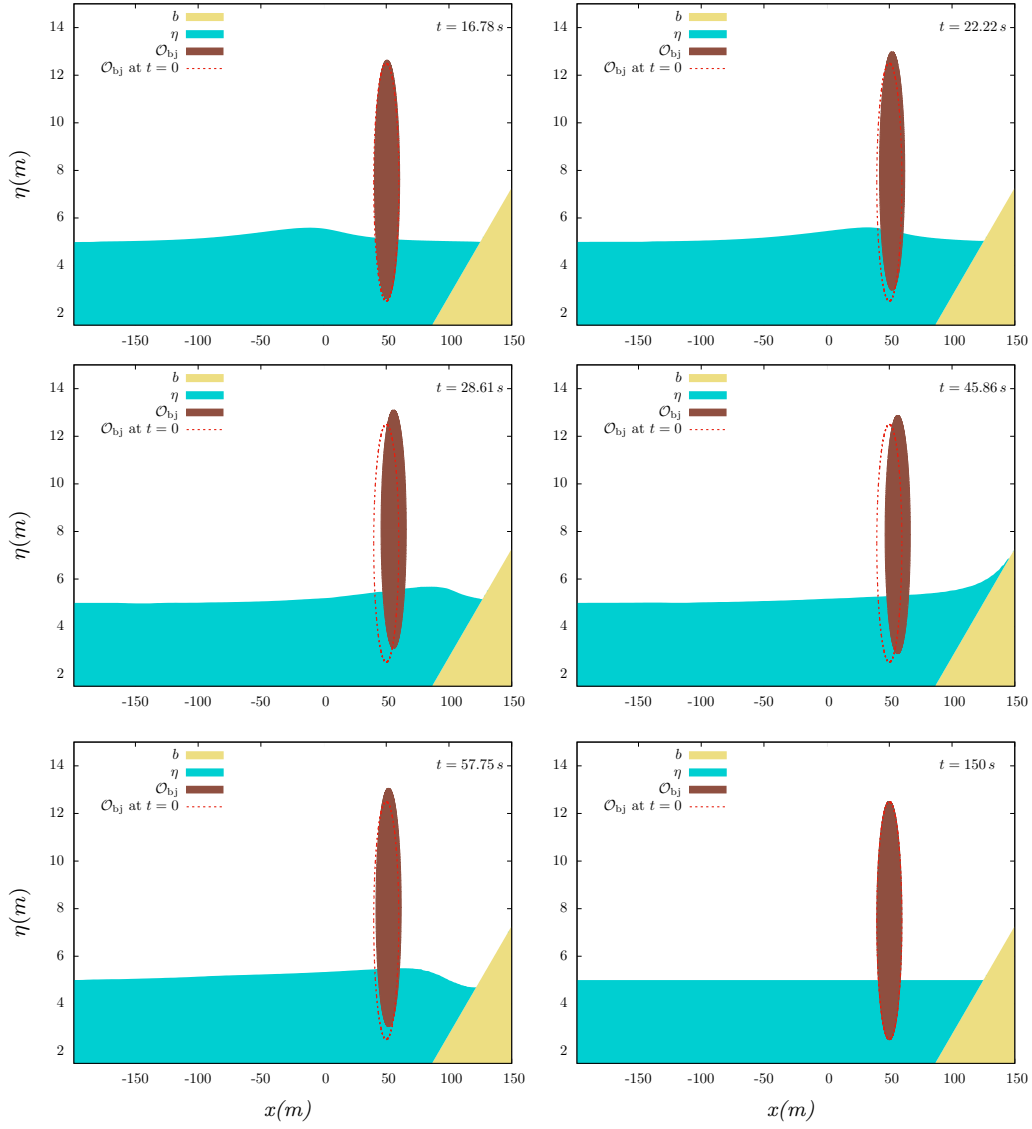 14
12
10
8
6
4
2
η(m)
b
η
𝒪bj
𝒪bj at t = 0
t = 16.78 s
-150 -100 -50 0 50 100 150
14
12
10
8
6
4
2
b
η
𝒪bj
𝒪bj at t = 0
t = 22.22 s
-150 -100 -50 0 50 100 150
14
12
10
8
6
4
2
η(m)
b
η
𝒪bj
𝒪bj at t = 0
t = 28.61 s
-150 -100 -50 0 50 100 150
14
12
10
8
6
4
2
b
η
𝒪bj
𝒪bj at t = 0
t = 45.86 s
-150 -100 -50 0 50 100 150
14
12
10
8
6
4
2
η(m)
b
η
𝒪bj
𝒪bj at t = 0
t = 57.75 s
-150 -100 -50 0 50 100 150
x(m)
14
12
10
8
6
4
2
b
η
𝒪bj
𝒪bj at t = 0
t = 150 s
-150 -100 -50 0 50 100 150
x(m)